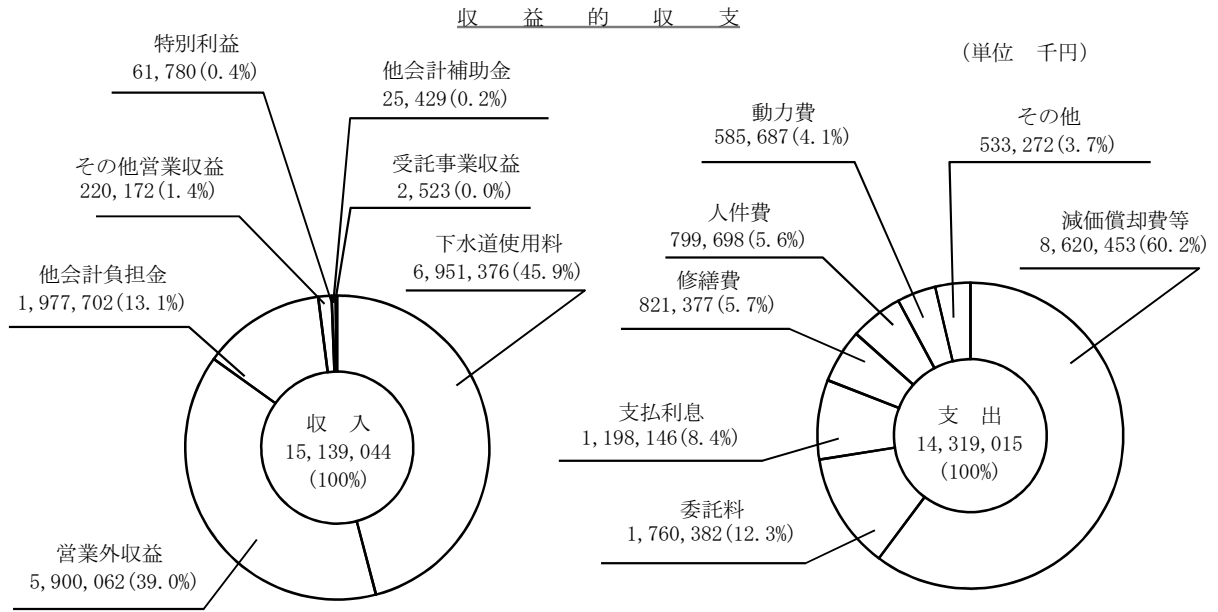 収益的収支
（単位　千円）
特別利益
61,780(0.4%)
他会計補助金
25,429(0.2%)
その他営業収益
220,172(1.4%)
受託事業収益
2,523(0.0%)
他会計負担金
1,977,702(13.1%)
下水道使用料
6,951,376(45.9%)
収　入
15,139,044
(100%)
営業外収益
5,900,062(39.0%)
動力費
585,687(4.1%)
その他
533,272(3.7%)
人件費
799,698(5.6%)
減価償却費等
8,620,453(60.2%)
修繕費
821,377(5.7%)
支払利息
1,198,146(8.4%)
支　出
14,319,015
(100%)
委託料
1,760,382(12.3%)